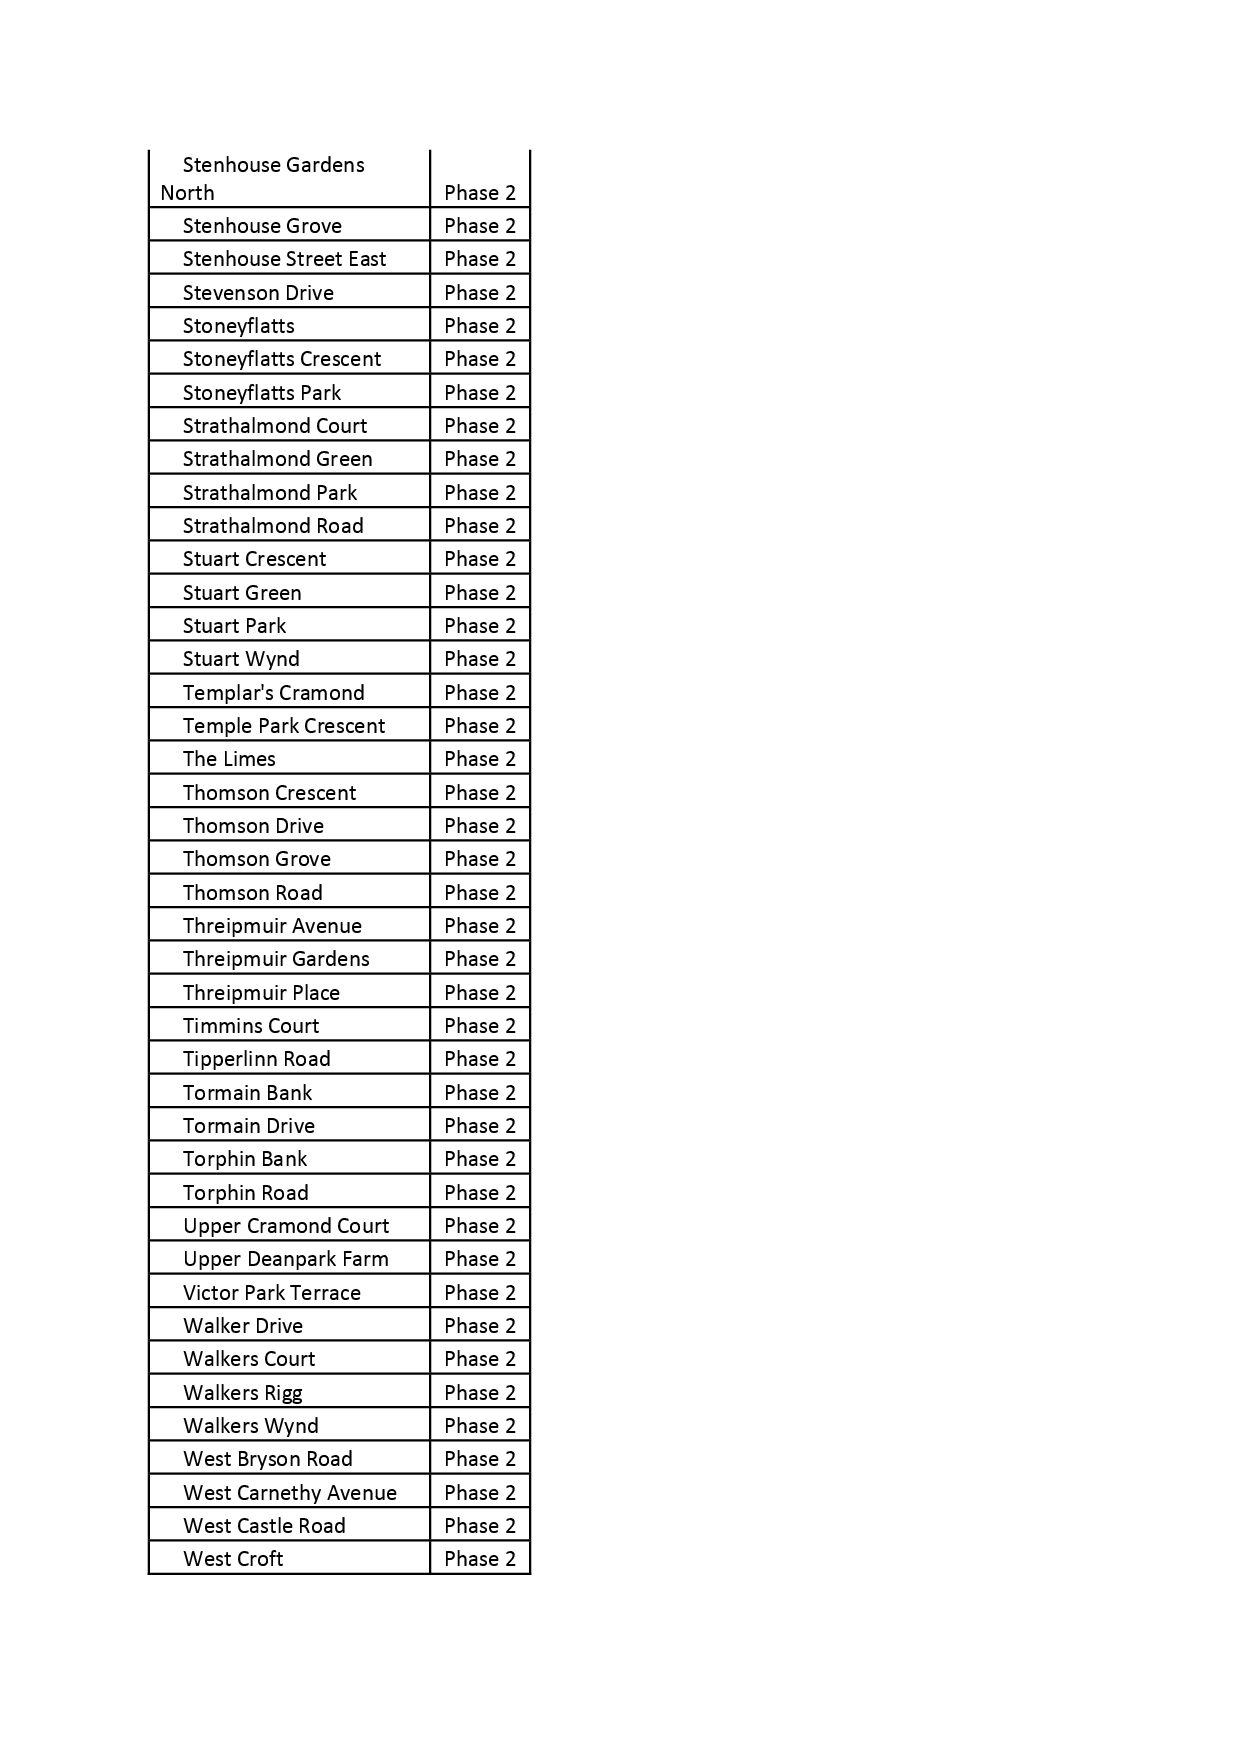 Stenhouse Gardens
North Phase 2
Stenhouse Grove Phase 2
Stenhouse Street East Phase 2
Stevenson Drive Phase 2
Stoneyflatts Phase 2
Stoneyflatts Crescent Phase 2
Stoneyflatts Park Phase 2
Strathalmond Court Phase 2
Strathalmond Green Phase 2
Strathalmond Park Phase 2
Strathalmond Road Phase 2
Stuart Crescent Phase 2
Stuart Green Phase 2
Stuart Park Phase 2
Stuart Wynd Phase 2
Templar's Cramond Phase 2
Temple Park Crescent Phase 2
The Limes Phase 2
Thomson Crescent Phase 2
Thomson Drive Phase 2
Thomson Grove Phase 2
Thomson Road Phase 2
Threipmuir Avenue Phase 2
Threipmuir Gardens Phase 2
Threipmuir Place Phase 2
Timmins Court Phase 2
Tipperlinn Road Phase 2
Tormain Bank Phase 2
Tormain Drive Phase 2
Torphin Bank Phase 2
Torphin Road Phase 2
Upper Cramond Court Phase 2
Upper Deanpark Farm Phase 2
Victor Park Terrace Phase 2
Walker Drive Phase 2
Walkers Court Phase 2
Walkers Rigg Phase 2
Walkers Wynd Phase 2
West Bryson Road Phase 2
West Carnethy Avenue Phase 2
West Castle Road Phase 2
West Croft Phase 2